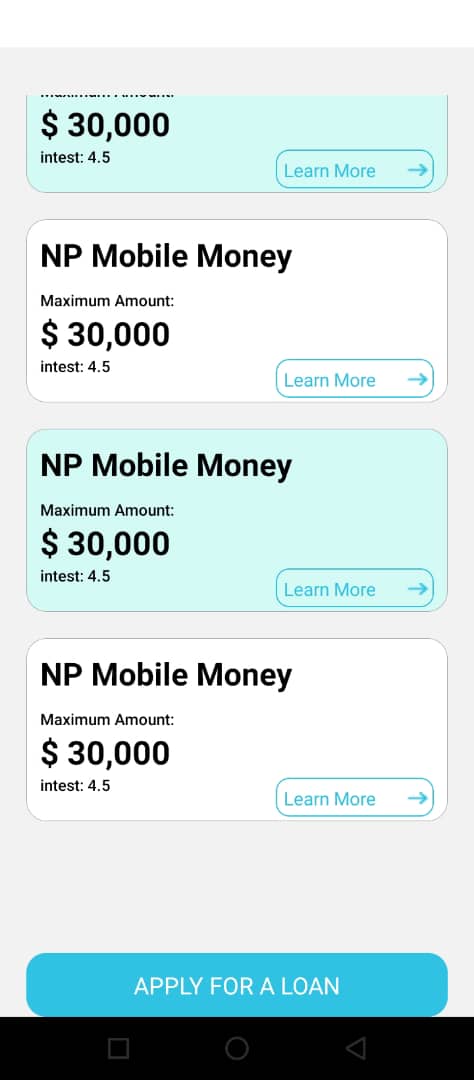 $ 30,000
intest: 4.5
Learn More
NP Mobile Money
Maximum Amount:
$ 30,000
intest: 4.5
Learn More
NP Mobile Money
Maximum Amount:
$ 30,000
intest: 4.5
Learn More
NP Mobile Money
Maximum Amount:
$ 30,000
intest: 4.5
Learn More
APPLY FOR A LOAN